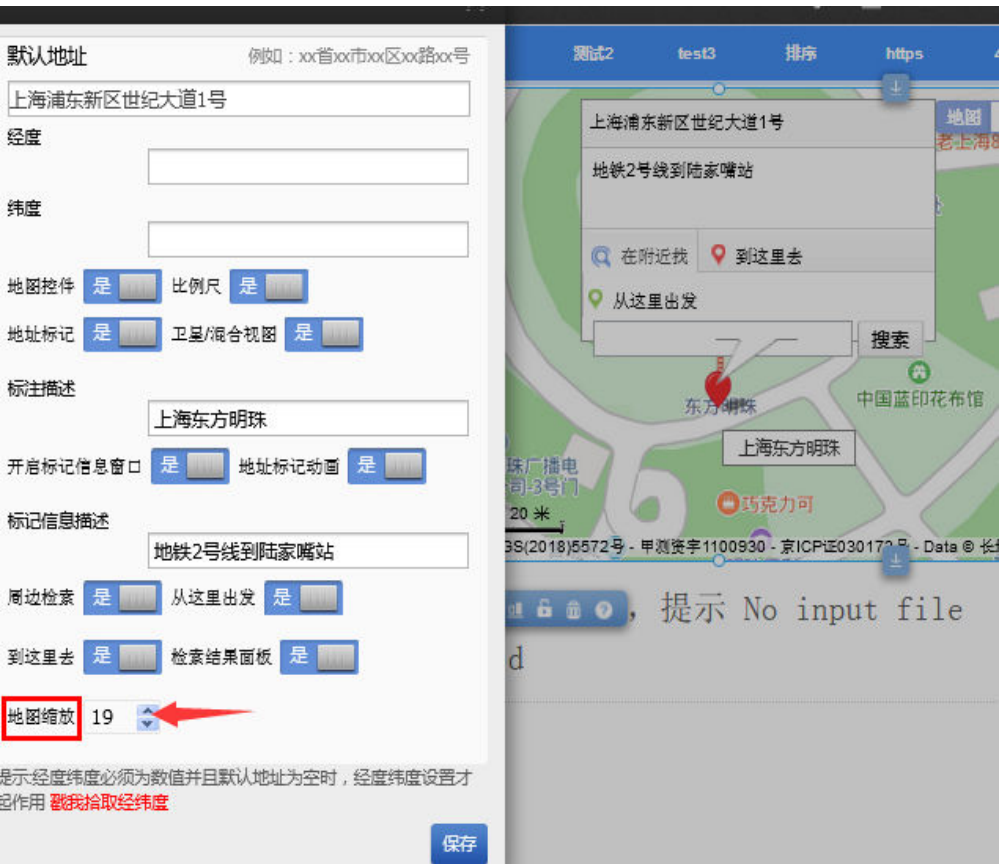 默认地址 例如：xx省xx市xx区xx路xx号
上海浦东新区世纪大道1号
经度
纬度
地图控件 是 比例尺 是
地址标记 是 卫星/混合视图 是
标注描述
上海东方明珠
开启标记信息窗口 是 地址标记动画 是
标记信息描述
地铁2号线到陆家嘴站
周边检索 是 从这里出发 是
到这里去 是 检索结果面板 是
地图缩放 19
提示:经度纬度必须为数值并且默认地址为空时，经度纬度设置才
起作用 戳我拾取经纬度
保存
测试2 test3 排序 https
上海浦东新区世纪大道1号
地图
老上海8
地铁2号线到陆家嘴站
在附近找 到这里去
从这里出发
搜索
中国蓝印花布馆
东方明珠
上海东方明珠
珠广播电
司-3号门
巧克力可
20 米
GS(2018)5572号 - 甲测资字1100930 - 京ICP证030173号 - Data © 长
，提示 No input file
d